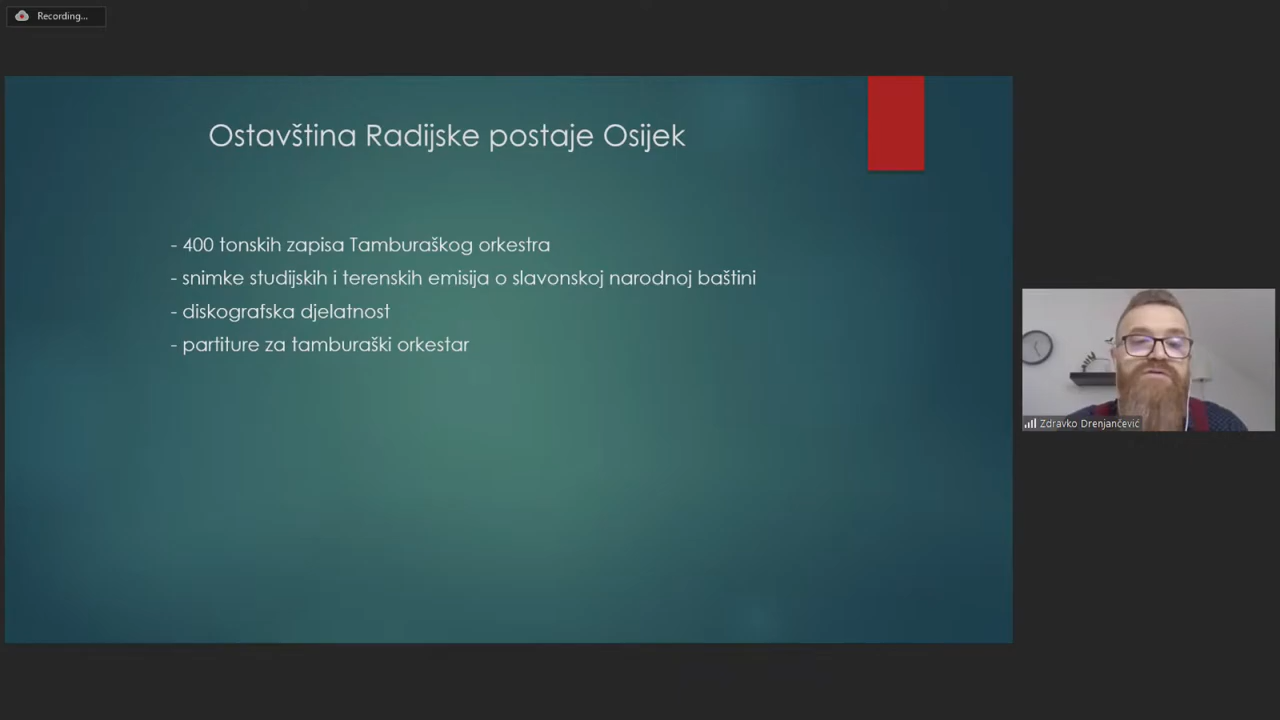 Recording...
Ostavština Radijske postaje Osijek
- 400 tonskih zapisa Tamburaškog orkestra
- snimke studijskih i terenskih emisija o slavonskoj narodnoj baštini
- diskografska djelatnost
- partiture za tamburaški orkestar
Zdravko Drenjančević